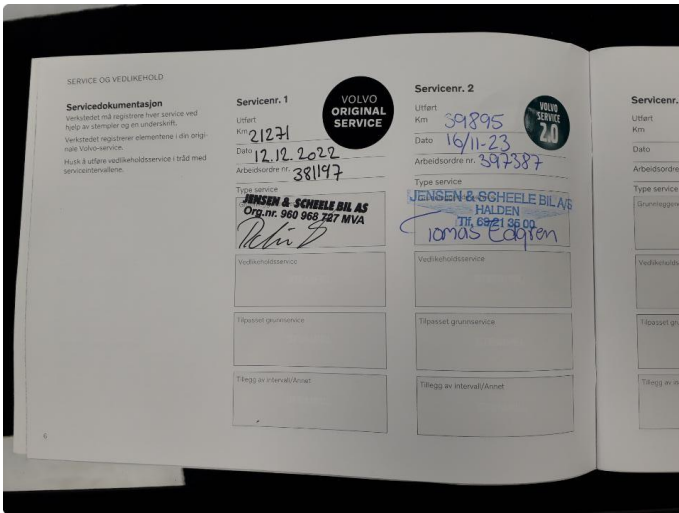 SERVICE OG VEDLIKEHOLD
Servicedokumentasjon
Verkstedet må registrere hver service ved
hjelp av stempler og en underskrift.
Verkstedet registrerer elementene i din origi-
nale Volvo-service.
Husk å utføre vedlikeholdsservice i tråd med
serviceintervallene.
6
Servicenr. 1
VOLVO
ORIGINAL
SERVICE
Utført
Km 21271
Dato 12.12.2022
Arbeidsordre nr. 381197
Type service
JENSEN & SCHEELE BIL AS
Org.nr. 960 968 727 MVA
Vedlikeholdsservice
Tilpasset grunnservice
Tillegg av intervall/Annet
Servicenr. 2
VOLVO
SERVICE
2.0
Utført
Km 39895
Dato 16/11-23
Arbeidsordre nr. 397387
Type service
JENSEN & SCHEELE BIL A/S
HALDEN
Tlf. 69 21 36 00
Tomas Edgren
Vedlikeholdsservice
Tilpasset grunnservice
Tillegg av intervall/Annet
Servicenr.
Utført
Km
Dato
Arbeidsordre
Type service